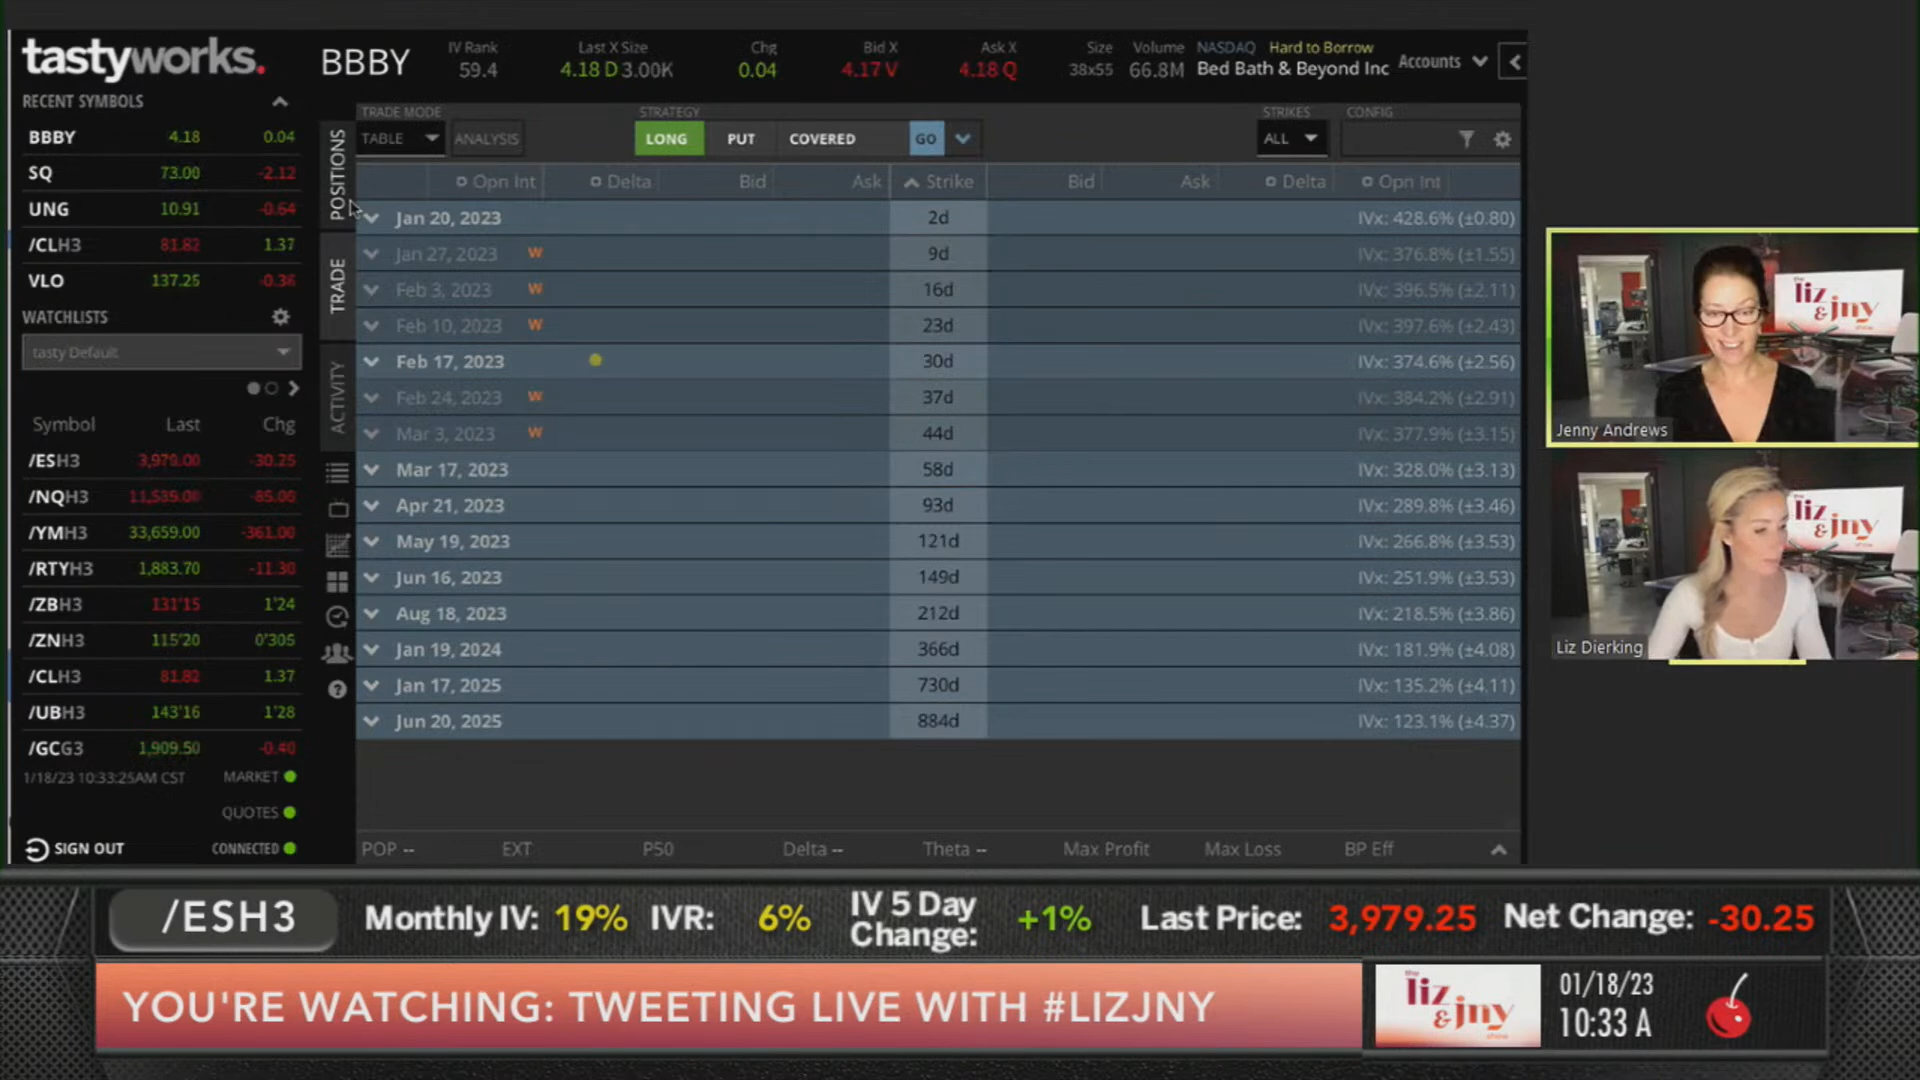 tastyworks.
BBBY
IV Rank
59.4
Last X Size
4.18 D 3.00K
Chg
0.04
Bid X
4.17 V
Ask X
4.18 Q
Size
38x55
Volume
66.8M
NASDAQ Hard to Borrow
Bed Bath & Beyond Inc
Accounts
RECENT SYMBOLS
BBBY 4.18 0.04
SQ 73.00 -2.12
UNG 10.91 -0.64
/CLH3 81.82 1.37
VLO 137.25 -0.36
WATCHLISTS
tasty Default
Symbol Last Chg
/ESH3 3,979.00 -30.25
/NQH3 11,539.00 -85.00
/YMH3 33,659.00 -361.00
/RTYH3 1,883.70 -11.30
/ZBH3 131'15 1'24
/ZNH3 115'20 0'305
/CLH3 81.82 1.37
/UBH3 143'16 1'28
/GCG3 1,909.50 -0.40
1/18/23 10:33:25AM CST MARKET
QUOTES
SIGN OUT CONNECTED
POSITIONS
TRADE
ACTIVITY
TRADE MODE
TABLE ANALYSIS
STRATEGY
LONG PUT COVERED GO
STRIKES
ALL
CONFIG
Opn Int Delta Bid Ask Strike Bid Ask Delta Opn Int
Jan 20, 2023 2d IVx: 428.6% (±0.80)
Jan 27, 2023 W 9d IVx: 376.8% (±1.55)
Feb 3, 2023 W 16d IVx: 396.5% (±2.11)
Feb 10, 2023 W 23d IVx: 397.6% (±2.43)
Feb 17, 2023 30d IVx: 374.6% (±2.56)
Feb 24, 2023 W 37d IVx: 384.2% (±2.91)
Mar 3, 2023 W 44d IVx: 377.9% (±3.15)
Mar 17, 2023 58d IVx: 328.0% (±3.13)
Apr 21, 2023 93d IVx: 289.8% (±3.46)
May 19, 2023 121d IVx: 266.8% (±3.53)
Jun 16, 2023 149d IVx: 251.9% (±3.53)
Aug 18, 2023 212d IVx: 218.5% (±3.86)
Jan 19, 2024 366d IVx: 181.9% (±4.08)
Jan 17, 2025 730d IVx: 135.2% (±4.11)
Jun 20, 2025 884d IVx: 123.1% (±4.37)
POP -- EXT P50 Delta -- Theta -- Max Profit Max Loss BP Eff
the
liz
& jny
Jenny Andrews
the
liz
& jny
Liz Dierking
/ESH3 Monthly IV: 19% IVR: 6% IV 5 Day Change: +1% Last Price: 3,979.25 Net Change: -30.25
YOU'RE WATCHING: TWEETING LIVE WITH #LIZJNY
the
liz
& jny
show
01/18/23
10:33 A